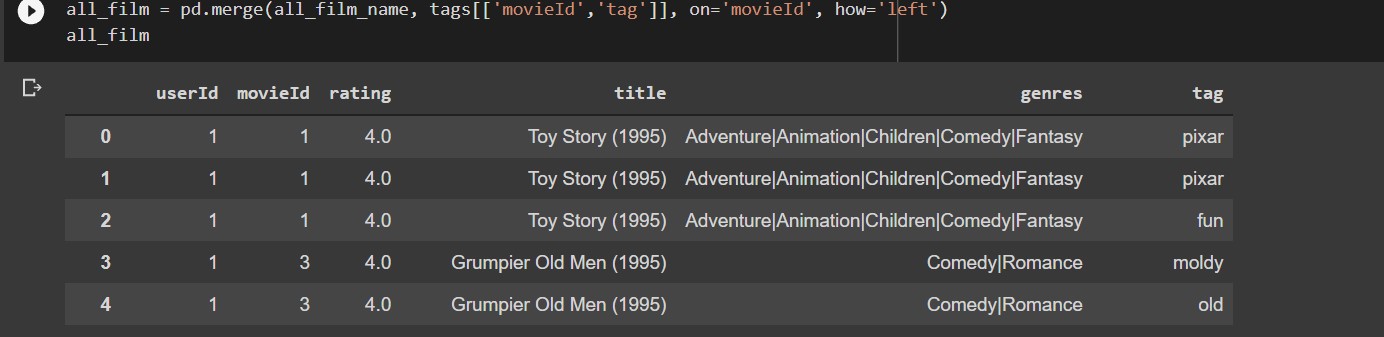 all_film = pd.merge(all_film_name, tags[['movieId','tag']], on='movieId', how='left')
all_film
userId movieId rating title genres tag
0 1 1 4.0 Toy Story (1995) Adventure|Animation|Children|Comedy|Fantasy pixar
1 1 1 4.0 Toy Story (1995) Adventure|Animation|Children|Comedy|Fantasy pixar
2 1 1 4.0 Toy Story (1995) Adventure|Animation|Children|Comedy|Fantasy fun
3 1 3 4.0 Grumpier Old Men (1995) Comedy|Romance moldy
4 1 3 4.0 Grumpier Old Men (1995) Comedy|Romance old